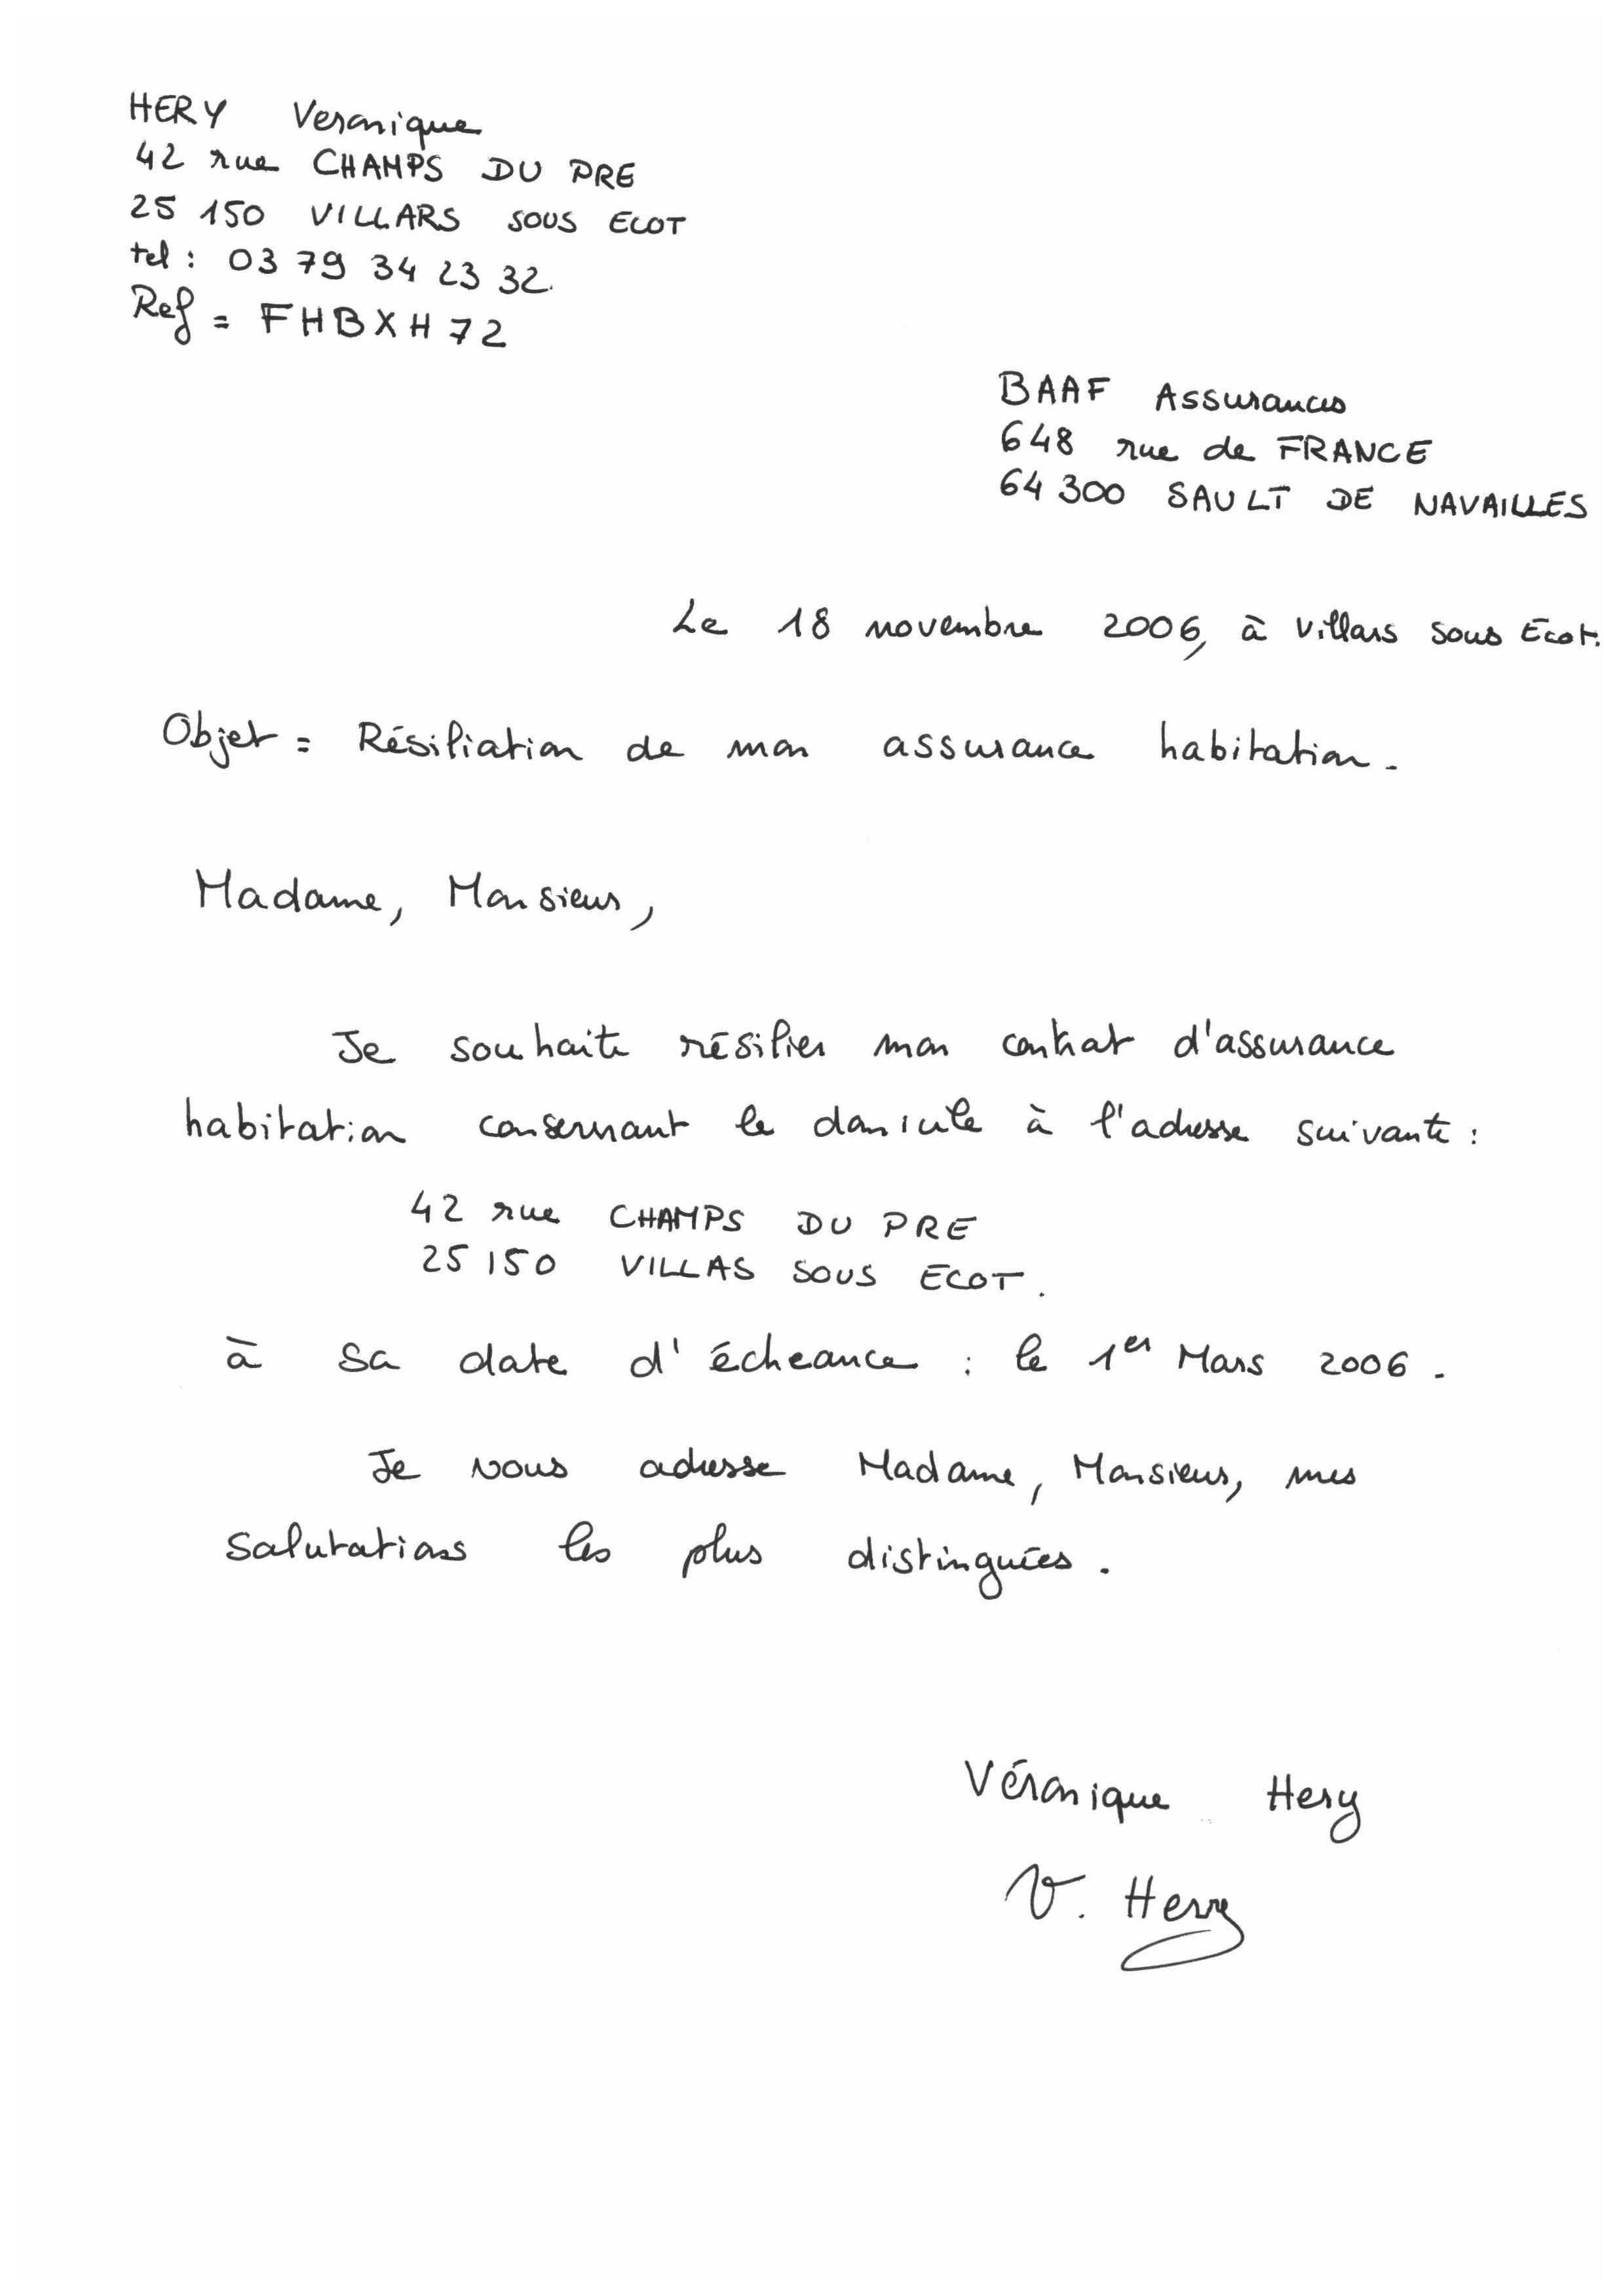 HERY Veronique
42 rue CHAMPS DU PRE
25 150 VILLARS SOUS ECOT
tel : 03 79 34 23 32
Ref = FHBXH72
BAAF Assurances
648 rue de FRANCE
64 300 SAULT DE NAVAILLES
Le 18 novembre 2006, à Villars sous Ecot.
Objet = Résiliation de mon assurance habitation.
Madame, Monsieur,
Je souhaite résilier mon contrat d'assurance
habitation consernant le domicile à l'adresse suivante :
42 rue CHAMPS DU PRE
25 150 VILLAS SOUS ECOT.
à sa date d'écheance : le 1er Mars 2006.
Je vous adresse Madame, Monsieur, mes
salutations les plus distinguées.
Véronique Hery
V. Hery